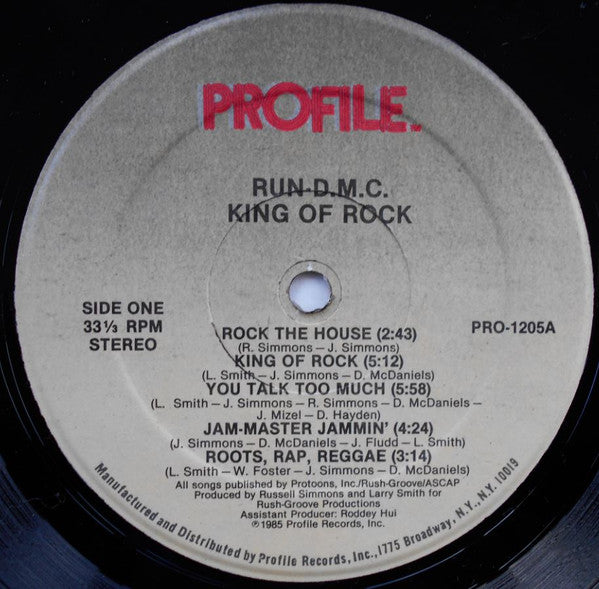 PROFILE™
RUN-D.M.C.
KING OF ROCK
SIDE ONE
33⅓ RPM
STEREO
PRO-1205A
ROCK THE HOUSE (2:43)
(R. Simmons – J. Simmons)
KING OF ROCK (5:12)
(L. Smith – J. Simmons – D. McDaniels)
YOU TALK TOO MUCH (5:58)
(L. Smith – J. Simmons – R. Simmons – D. McDaniels –
J. Mizel – D. Hayden)
JAM-MASTER JAMMIN' (4:24)
(J. Simmons – D. McDaniels – J. Fludd – L. Smith)
ROOTS, RAP, REGGAE (3:14)
(L. Smith – W. Foster – J. Simmons – D. McDaniels)
All songs published by Protoons, Inc./Rush-Groove/ASCAP
Produced by Russell Simmons and Larry Smith for
Rush-Groove Productions
Assistant Producer: Roddey Hui
℗1985 Profile Records, Inc.
Manufactured and Distributed by Profile Records, Inc., 1775 Broadway, N.Y., N.Y. 10019